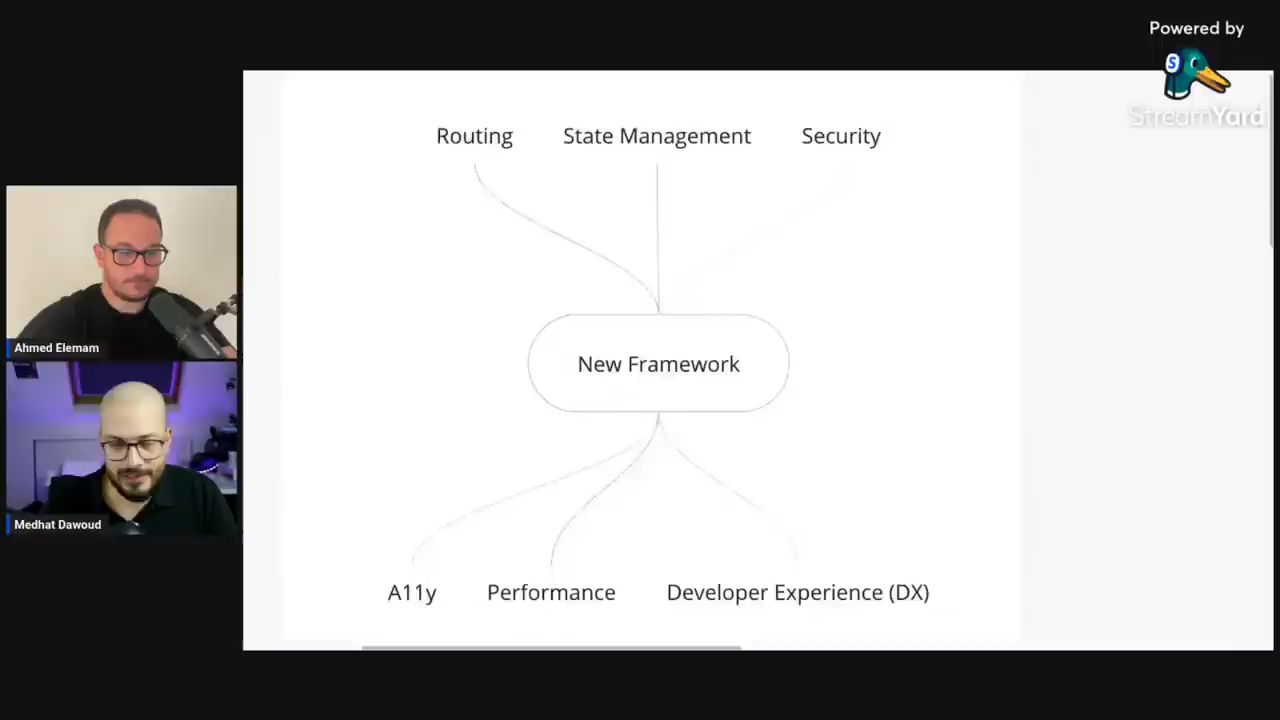 Powered by
StreamYard
Routing State Management Security
New Framework
A11y Performance Developer Experience (DX)
Ahmed Elemam
Medhat Dawoud